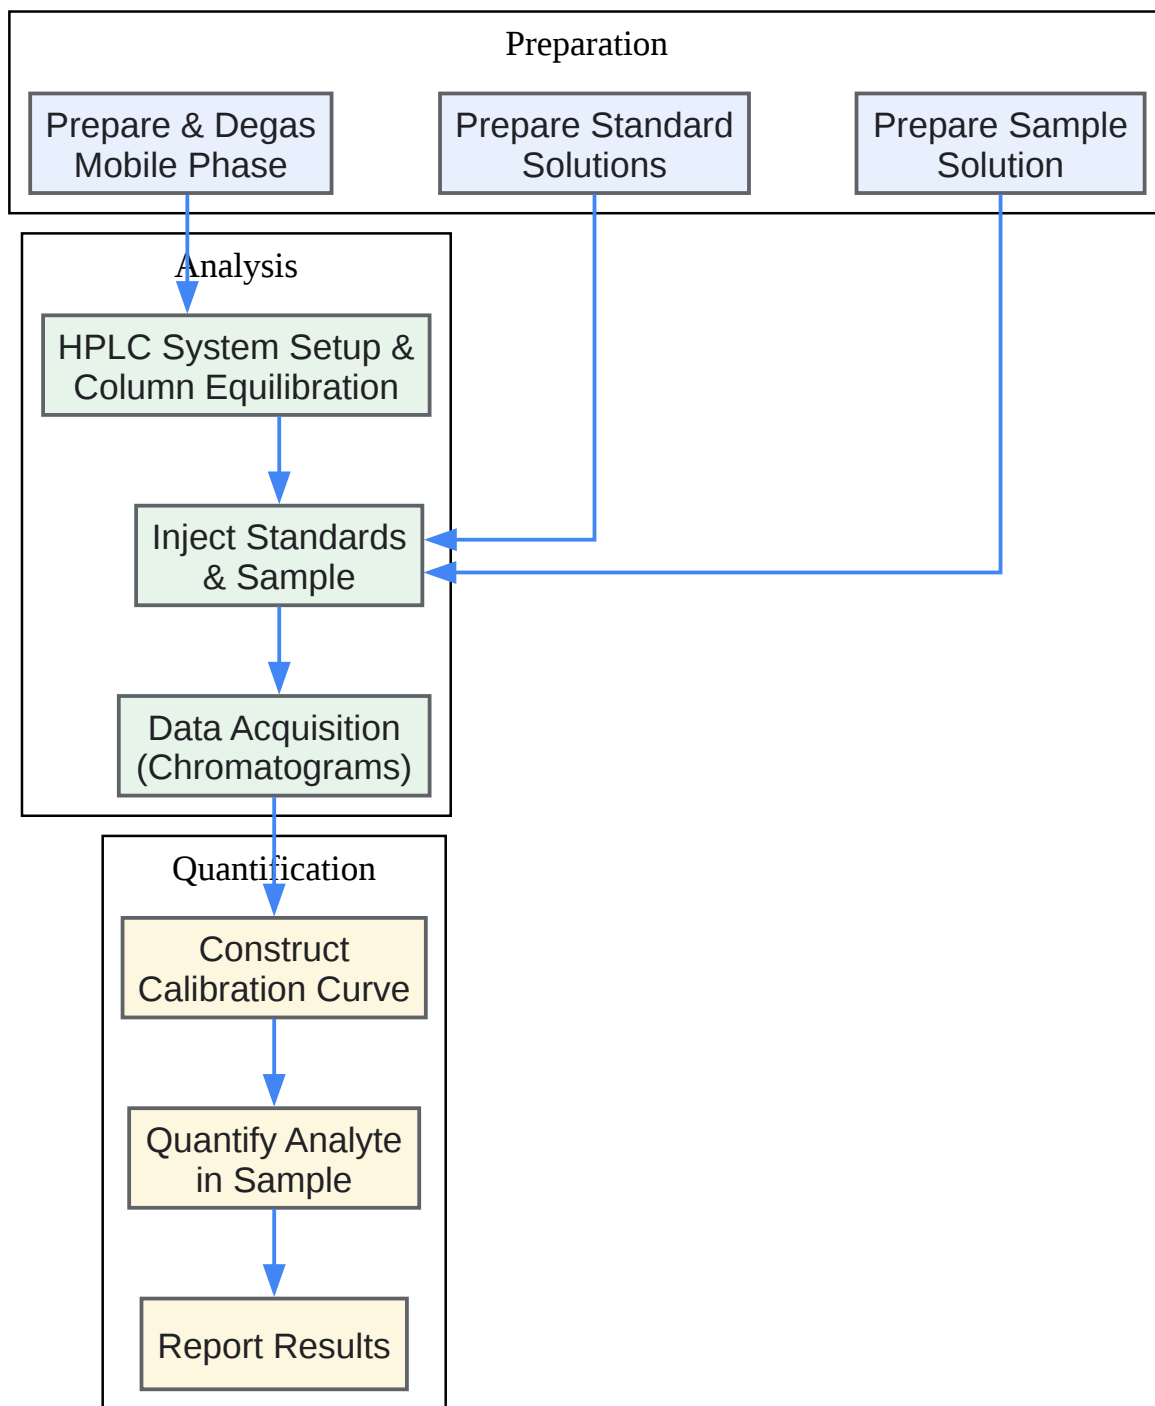 Preparation
Prepare & Degas
Mobile Phase
Prepare Standard
Solutions
Prepare Sample
Solution
Analysis
HPLC System Setup &
Column Equilibration
Inject Standards
& Sample
Data Acquisition
(Chromatograms)
Quantification
Construct
Calibration Curve
Quantify Analyte
in Sample
Report Results